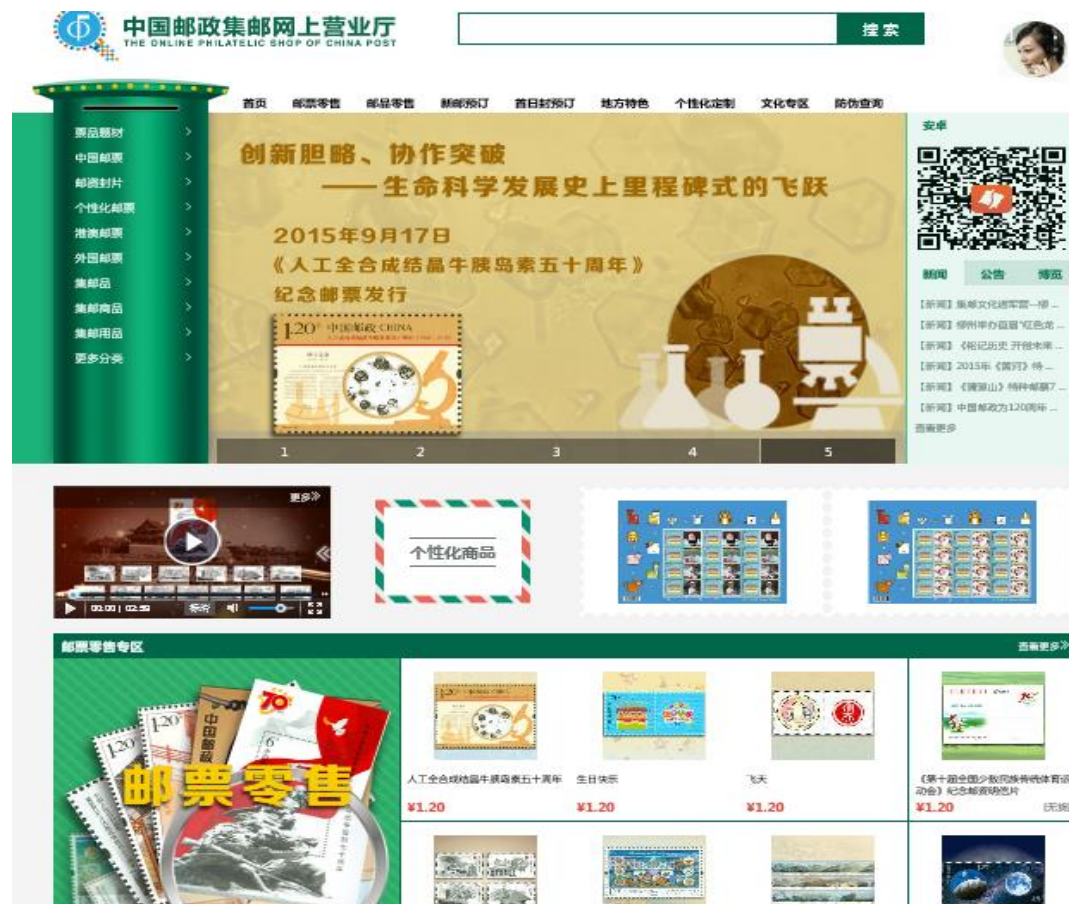 中国邮政集邮网上营业厅
THE ONLINE PHILATELIC SHOP OF CHINA POST
搜索
首页 邮票零售 邮品零售 新邮预订 首日封预订 地方特色 个性化定制 文化专区 防伪查询
票品题材
中国邮票
邮资封片
个性化邮票
港澳邮票
外国邮票
集邮品
集邮商品
集邮用品
更多分类
创新胆略、协作突破
——生命科学发展史上里程碑式的飞跃
2015年9月17日
《人工全合成结晶牛胰岛素五十周年》
纪念邮票发行
1.20 中国邮政 CHINA
1 2 3 4 5
安卓
新闻 公告 博览
【新闻】集邮文化进军营--柳...
【新闻】柳州举办首届“红色龙...
【新闻】《铭记历史 开创未来...
【新闻】2015年《黄河》特...
【新闻】特种邮票7...
【新闻】中国邮政为120周年...
查看更多
更多
00:00 | 02:59 标清
个性化商品
邮票零售专区
查看更多
70
1.20
1.20
中国邮政
邮票零售
人工全合成结晶牛胰岛素五十周年
¥1.20
生日快乐
¥1.20
飞天
¥1.20
《第十届全国少数民族传统体育运
动会》纪念邮资明信片
¥1.20